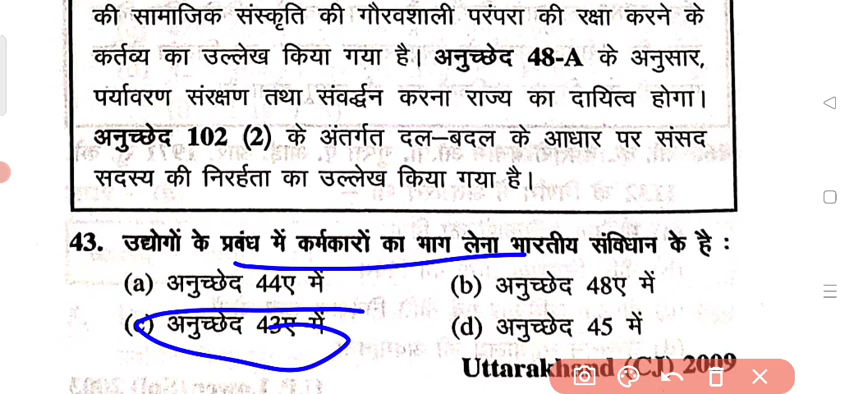 की सामाजिक संस्कृति की गौरवशाली परंपरा की रक्षा करने के
कर्तव्य का उल्लेख किया गया है। अनुच्छेद 48-A के अनुसार,
पर्यावरण संरक्षण तथा संवर्द्धन करना राज्य का दायित्व होगा।
अनुच्छेद 102 (2) के अंतर्गत दल–बदल के आधार पर संसद
सदस्य की निरर्हता का उल्लेख किया गया है।
43. उद्योगों के प्रबंध में कर्मकारों का भाग लेना भारतीय संविधान के है :
(a) अनुच्छेद 44ए में (b) अनुच्छेद 48ए में
(c) अनुच्छेद 43ए में (d) अनुच्छेद 45 में
Uttarakhand (CJ) 2009